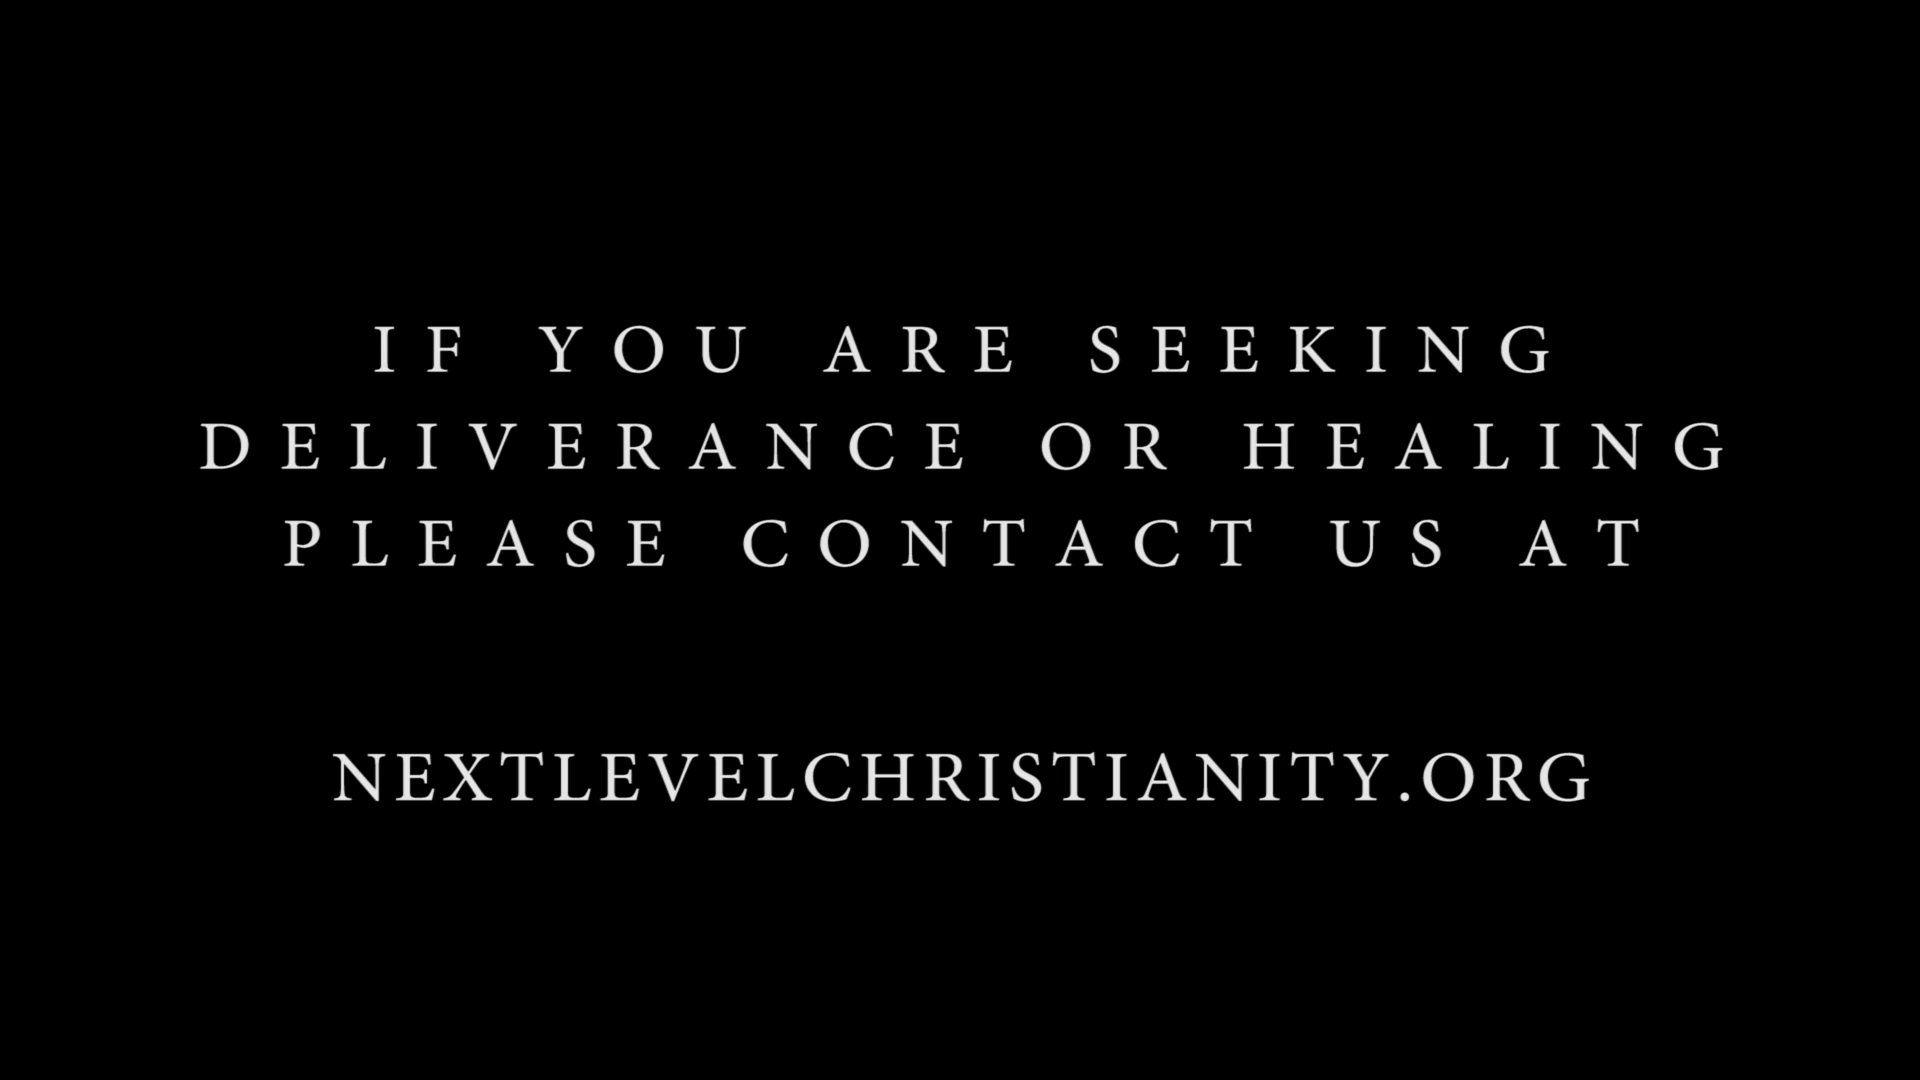 IF YOU ARE SEEKING
DELIVERANCE OR HEALING
PLEASE CONTACT US AT
NEXTLEVELCHRISTIANITY.ORG